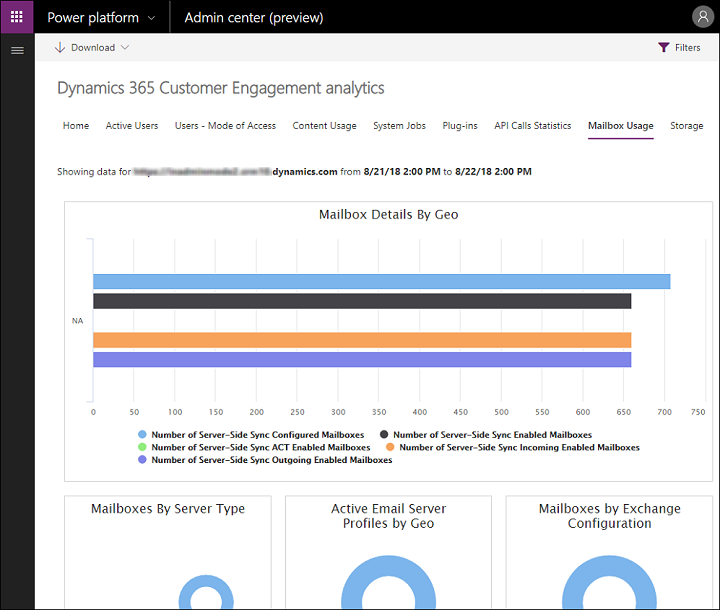 Power platform Admin center (preview)
Download Filters
Dynamics 365 Customer Engagement analytics
Home Active Users Users - Mode of Access Content Usage System Jobs Plug-ins API Calls Statistics Mailbox Usage Storage
Showing data for dynamics.com from 8/21/18 2:00 PM to 8/22/18 2:00 PM
Mailbox Details By Geo
NA
0 50 100 150 200 250 300 350 400 450 500 550 600 650 700 750
Number of Server-Side Sync Configured Mailboxes Number of Server-Side Sync Enabled Mailboxes
Number of Server-Side Sync ACT Enabled Mailboxes Number of Server-Side Sync Incoming Enabled Mailboxes
Number of Server-Side Sync Outgoing Enabled Mailboxes
Mailboxes By Server Type
Active Email Server
Profiles by Geo
Mailboxes by Exchange
Configuration